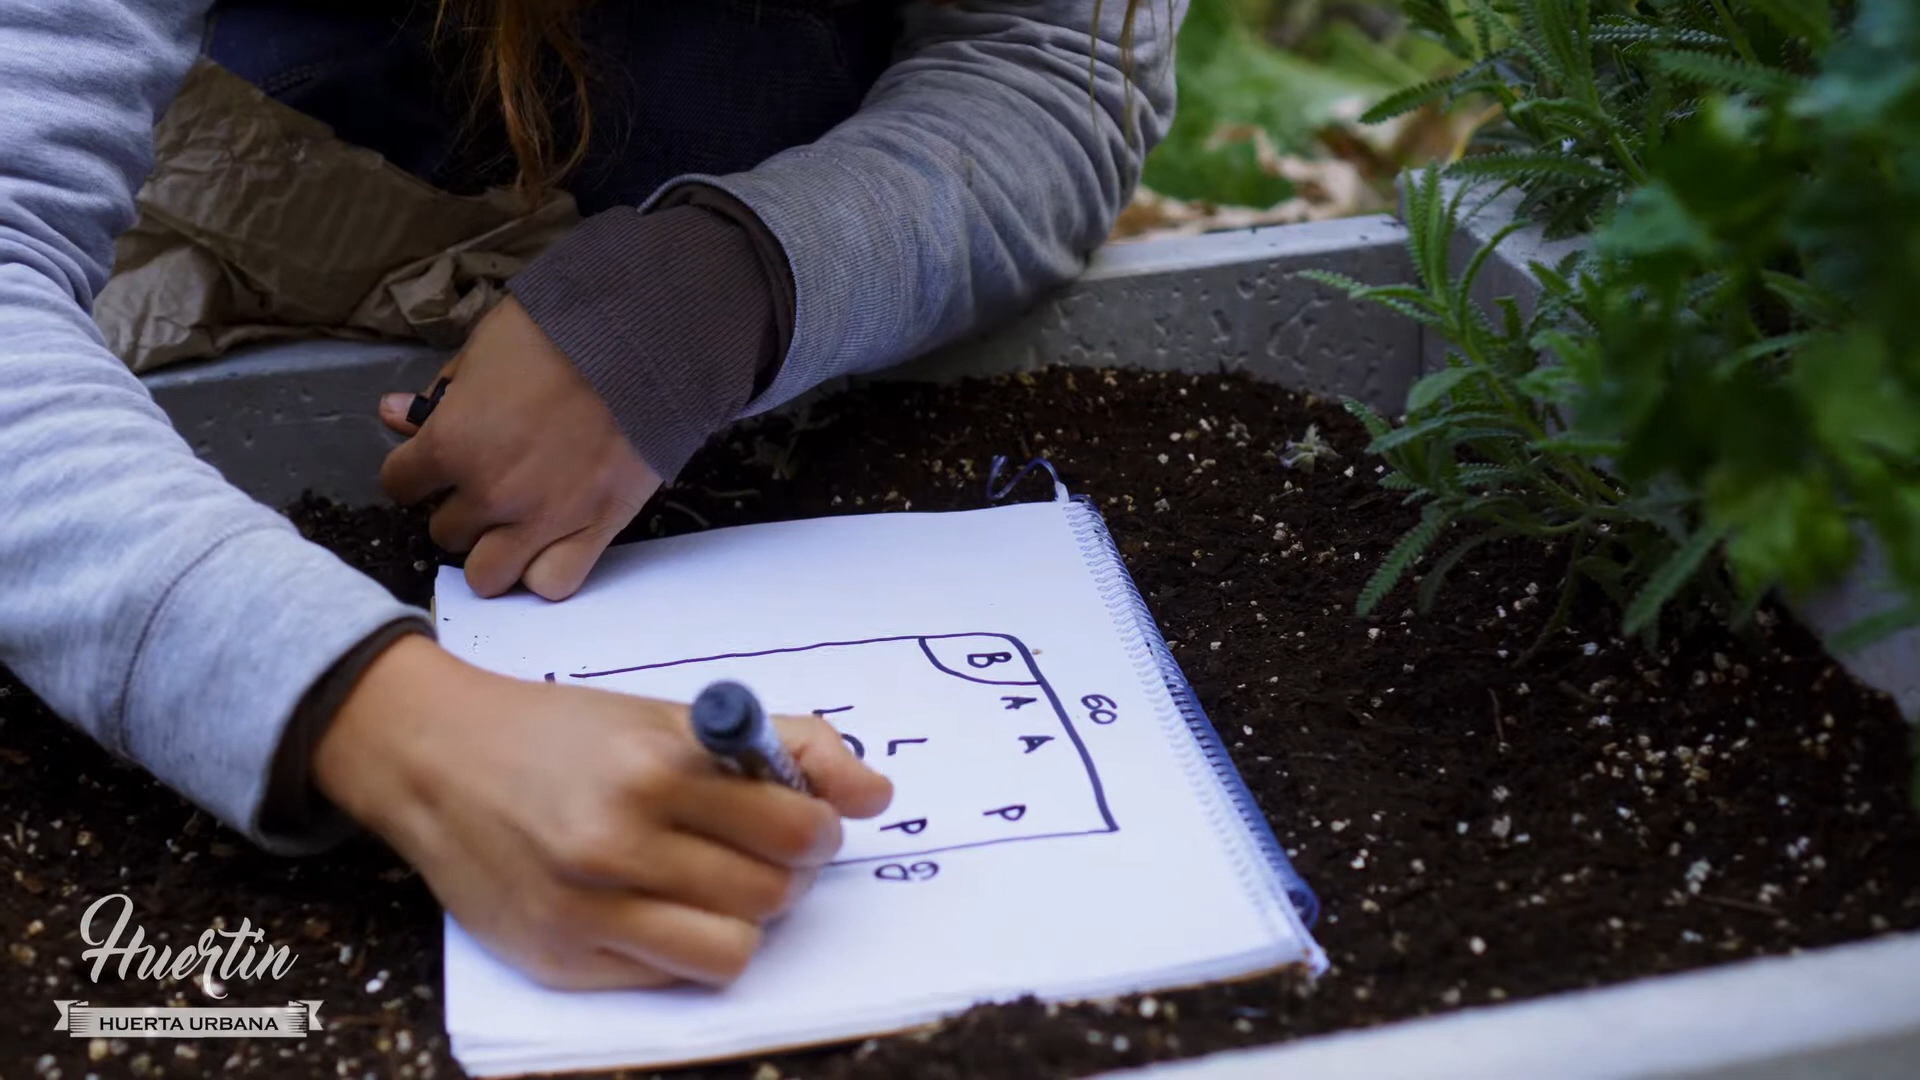 60
B A A P
L L P
60
Huertin
HUERTA URBANA